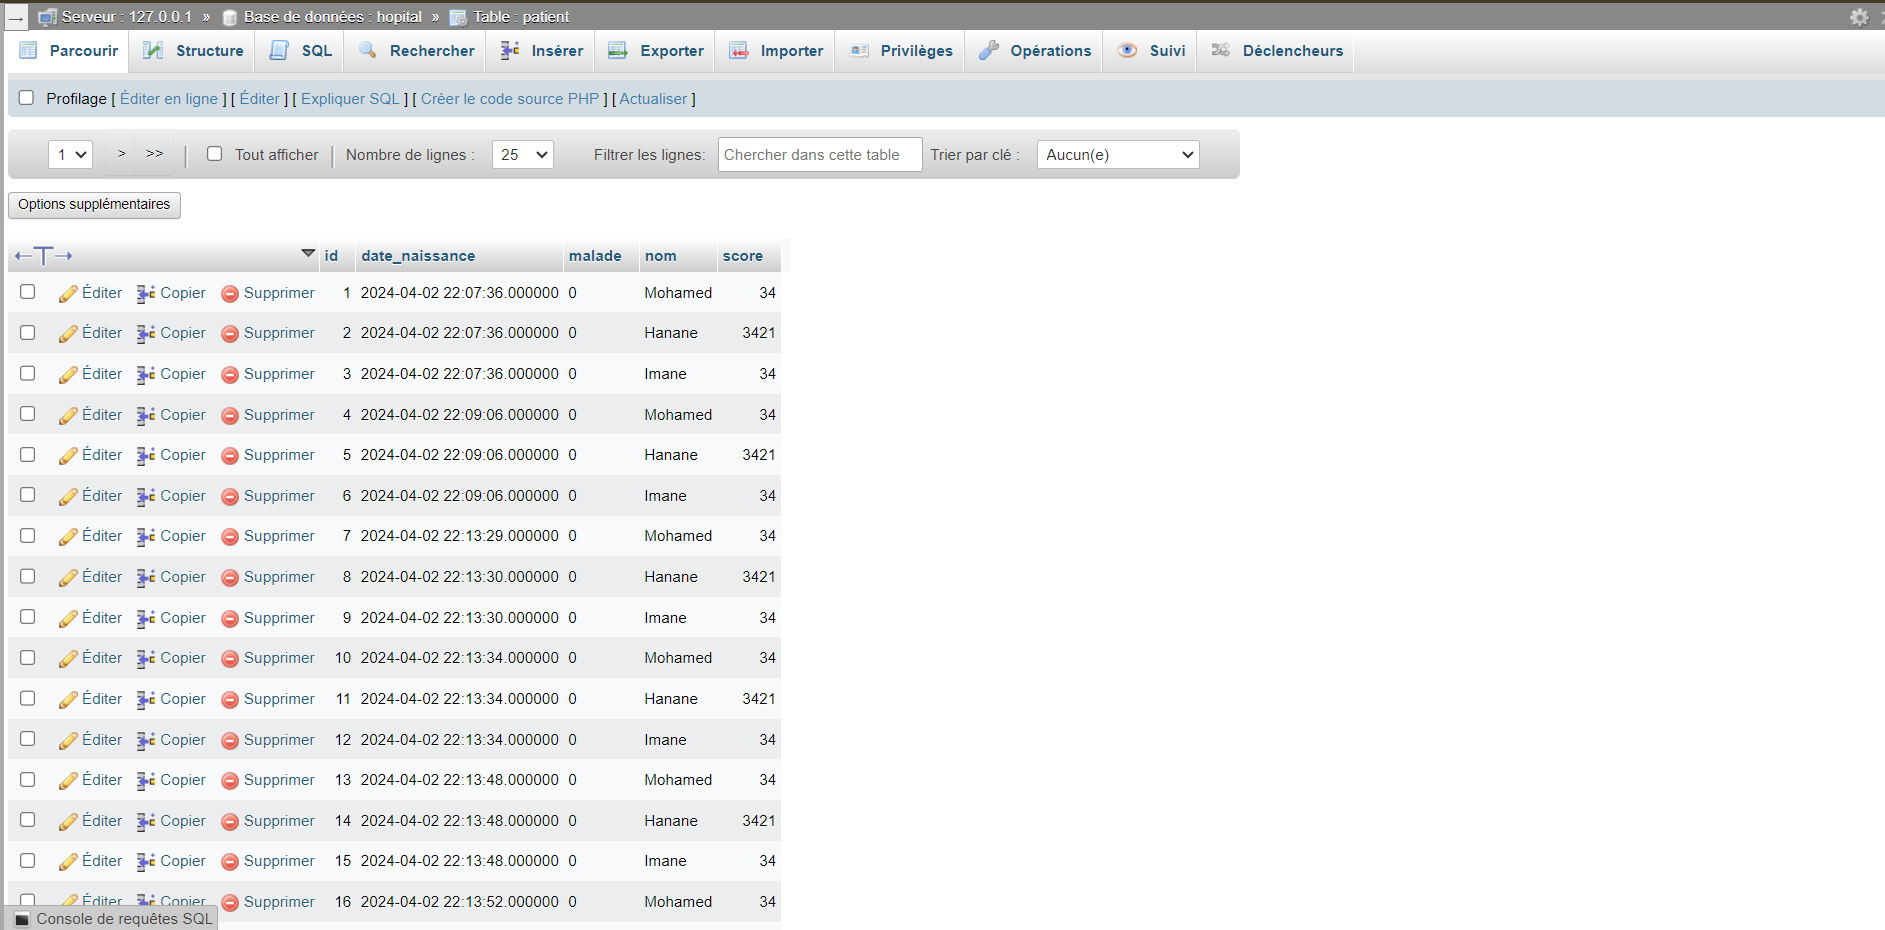 → Serveur : 127.0.0.1 » Base de données : hopital » Table : patient
Parcourir Structure SQL Rechercher Insérer Exporter Importer Privilèges Opérations Suivi Déclencheurs
Profilage [ Éditer en ligne ] [ Éditer ] [ Expliquer SQL ] [ Créer le code source PHP ] [ Actualiser ]
1 > >> | Tout afficher | Nombre de lignes : 25 Filtrer les lignes: Chercher dans cette table Trier par clé : Aucun(e)
Options supplémentaires
←T→ id date_naissance malade nom score
Éditer Copier Supprimer 1 2024-04-02 22:07:36.000000 0 Mohamed 34
Éditer Copier Supprimer 2 2024-04-02 22:07:36.000000 0 Hanane 3421
Éditer Copier Supprimer 3 2024-04-02 22:07:36.000000 0 Imane 34
Éditer Copier Supprimer 4 2024-04-02 22:09:06.000000 0 Mohamed 34
Éditer Copier Supprimer 5 2024-04-02 22:09:06.000000 0 Hanane 3421
Éditer Copier Supprimer 6 2024-04-02 22:09:06.000000 0 Imane 34
Éditer Copier Supprimer 7 2024-04-02 22:13:29.000000 0 Mohamed 34
Éditer Copier Supprimer 8 2024-04-02 22:13:30.000000 0 Hanane 3421
Éditer Copier Supprimer 9 2024-04-02 22:13:30.000000 0 Imane 34
Éditer Copier Supprimer 10 2024-04-02 22:13:34.000000 0 Mohamed 34
Éditer Copier Supprimer 11 2024-04-02 22:13:34.000000 0 Hanane 3421
Éditer Copier Supprimer 12 2024-04-02 22:13:34.000000 0 Imane 34
Éditer Copier Supprimer 13 2024-04-02 22:13:48.000000 0 Mohamed 34
Éditer Copier Supprimer 14 2024-04-02 22:13:48.000000 0 Hanane 3421
Éditer Copier Supprimer 15 2024-04-02 22:13:48.000000 0 Imane 34
Éditer Copier Supprimer 16 2024-04-02 22:13:52.000000 0 Mohamed 34
Console de requêtes SQL